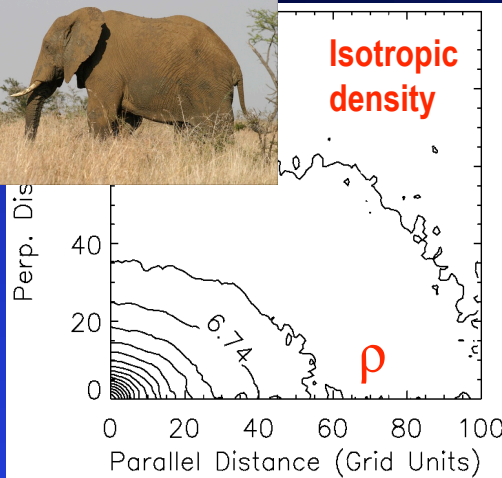 Isotropic
density
Perp. Dis
40
20
0
6.74
ρ
0 20 40 60 80 100
Parallel Distance (Grid Units)